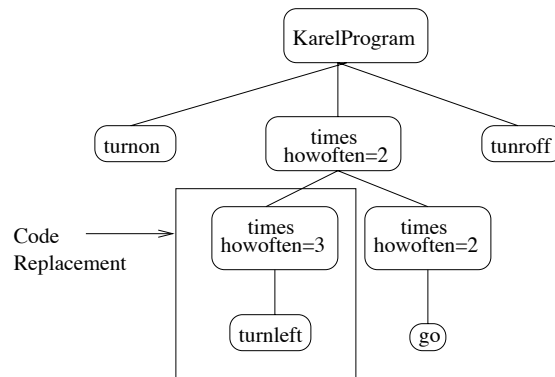 KarelProgram
turnon
times
howoften=2
tunroff
Code
Replacement
times
howoften=3
times
howoften=2
turnleft
go